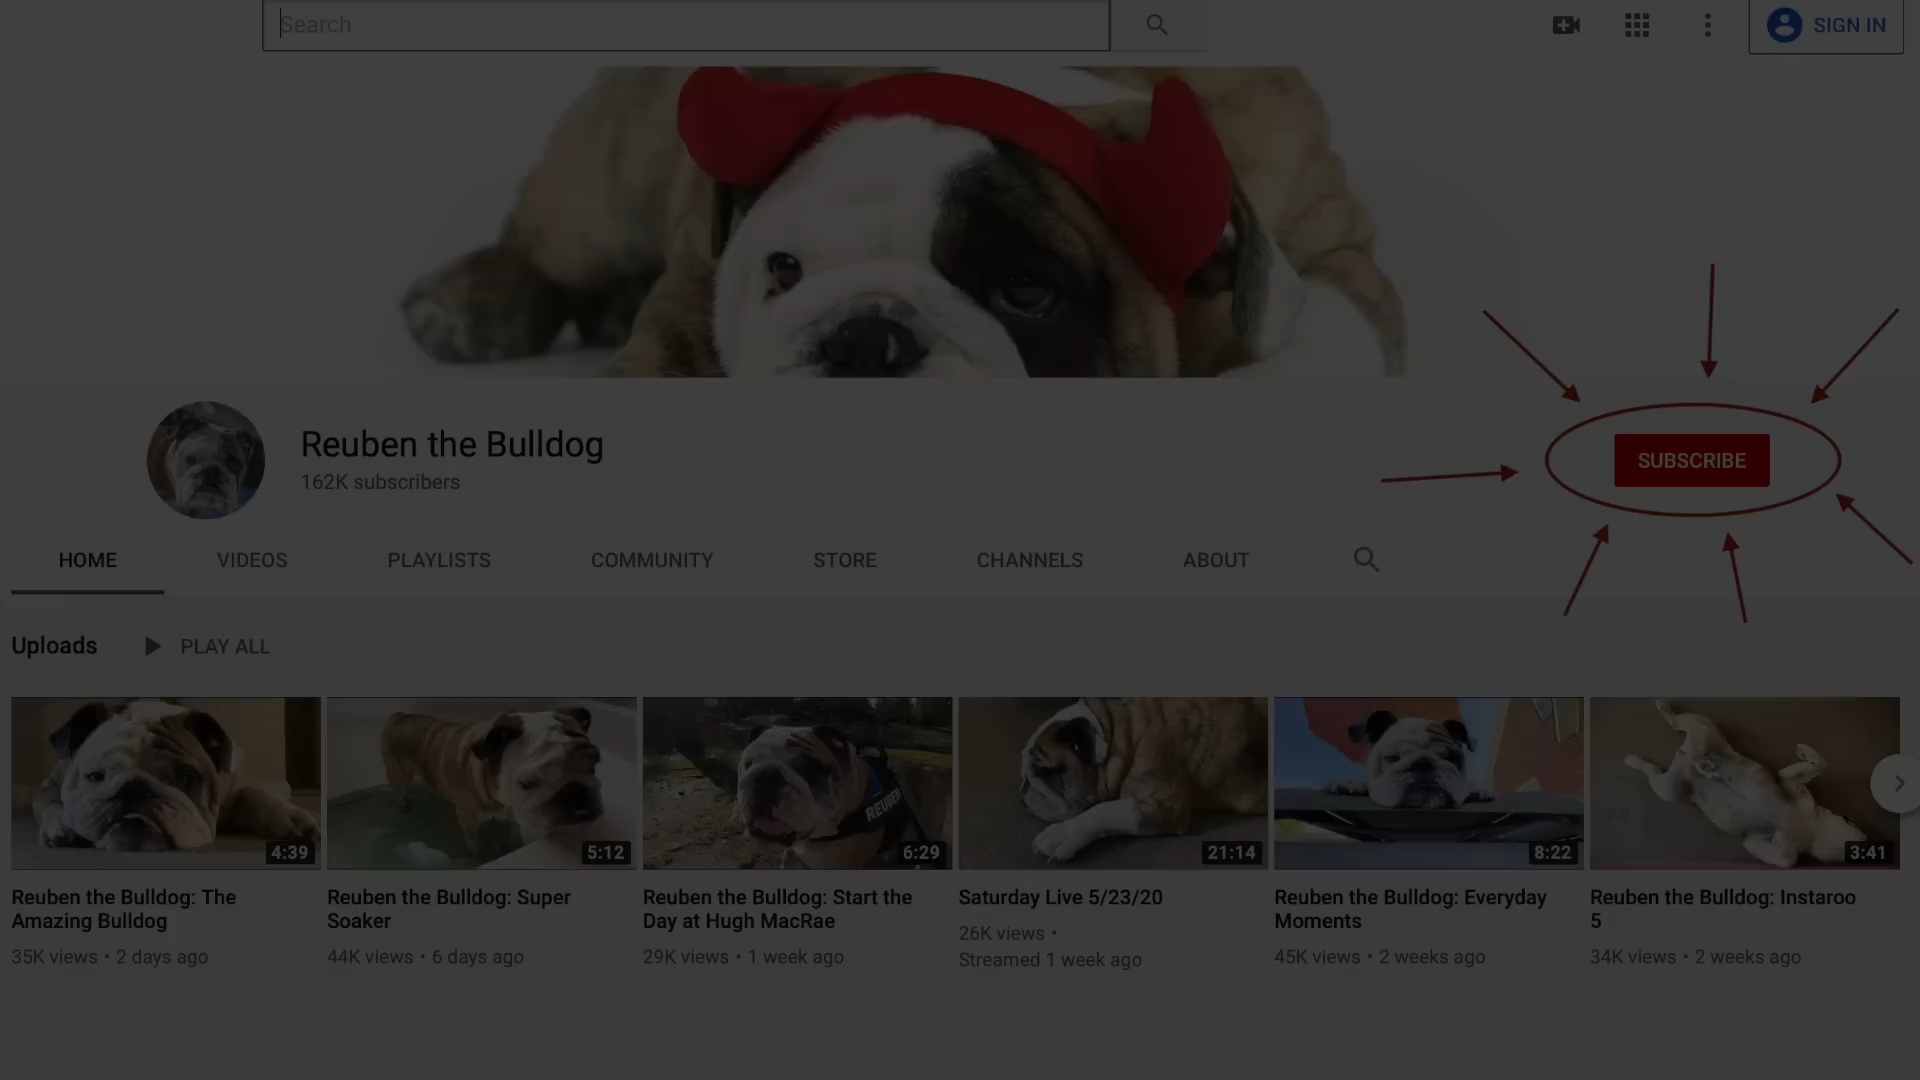 Search
SIGN IN
Reuben the Bulldog
162K subscribers
SUBSCRIBE
HOME VIDEOS PLAYLISTS COMMUNITY STORE CHANNELS ABOUT
Uploads PLAY ALL
4:39 5:12 6:29 21:14 8:22 3:41
REUBEN
Reuben the Bulldog: The
Amazing Bulldog
35K views • 2 days ago
Reuben the Bulldog: Super
Soaker
44K views • 6 days ago
Reuben the Bulldog: Start the
Day at Hugh MacRae
29K views • 1 week ago
Saturday Live 5/23/20
26K views •
Streamed 1 week ago
Reuben the Bulldog: Everyday
Moments
45K views • 2 weeks ago
Reuben the Bulldog: Instaroo
5
34K views • 2 weeks ago